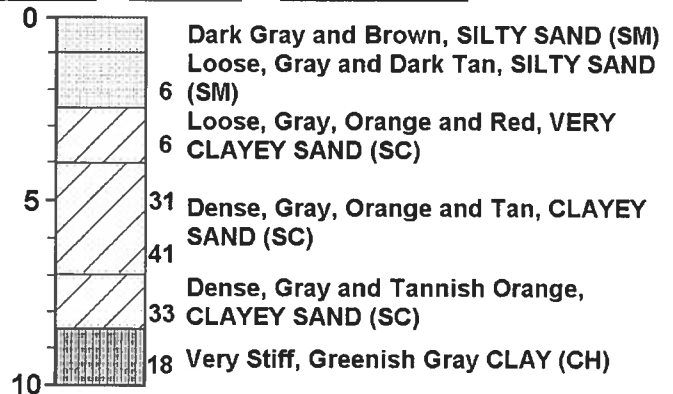 0
Dark Gray and Brown, SILTY SAND (SM)
Loose, Gray and Dark Tan, SILTY SAND
6 (SM)
Loose, Gray, Orange and Red, VERY
6 CLAYEY SAND (SC)
5
31 Dense, Gray, Orange and Tan, CLAYEY
SAND (SC)
41
Dense, Gray and Tannish Orange,
33 CLAYEY SAND (SC)
18 Very Stiff, Greenish Gray CLAY (CH)
10